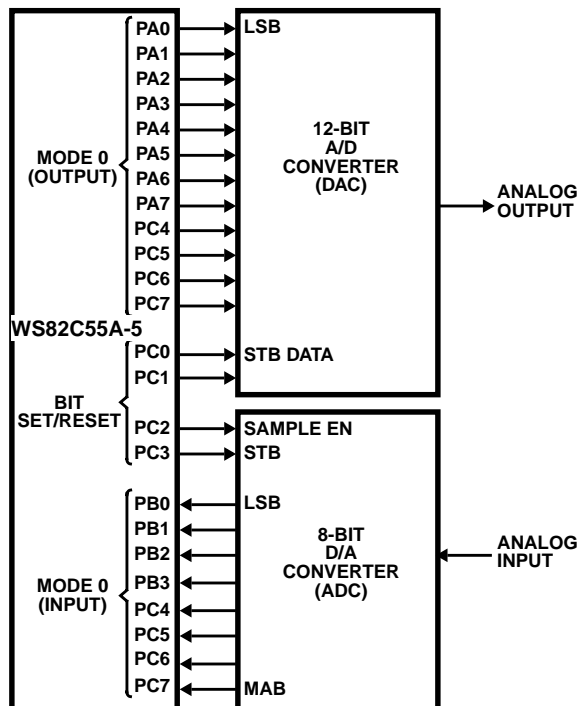 PA0
LSB
PA1
PA2
PA3
PA4
PA5
PA6
PA7
PC4
PC5
PC6
PC7
MODE 0
(OUTPUT)
12-BIT
A/D
CONVERTER
(DAC)
ANALOG
OUTPUT
WS82C55A-5
PC0
STB DATA
PC1
BIT
SET/RESET
PC2
SAMPLE EN
PC3
STB
PB0
LSB
PB1
PB2
PB3
PC4
PC5
PC6
PC7
MAB
MODE 0
(INPUT)
8-BIT
D/A
CONVERTER
(ADC)
ANALOG
INPUT